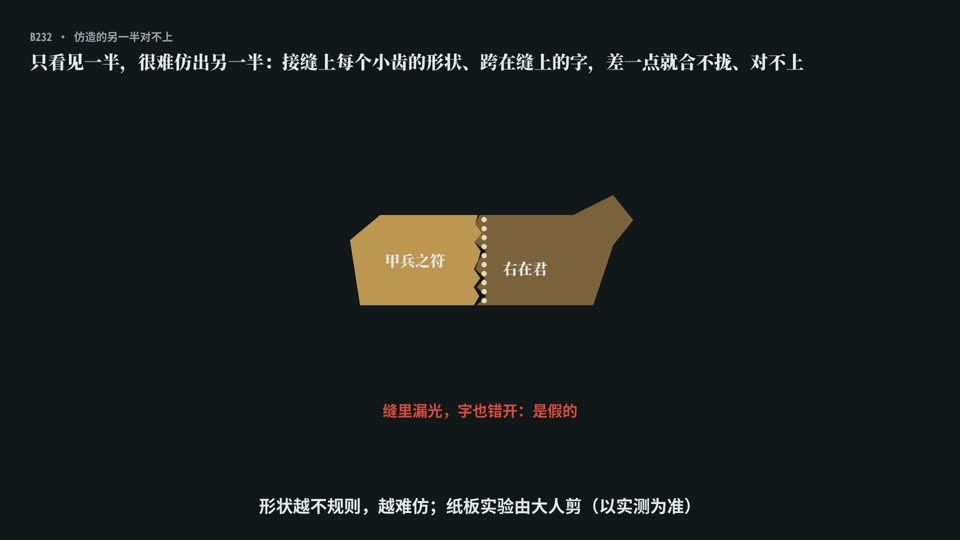 B232 · 仿造的另一半对不上
只看见一半，很难仿出另一半：接缝上每个小齿的形状、跨在缝上的字，差一点就合不拢、对不上
甲兵之符
右在君
缝里漏光，字也错开：是假的
形状越不规则，越难仿；纸板实验由大人剪（以实测为准）